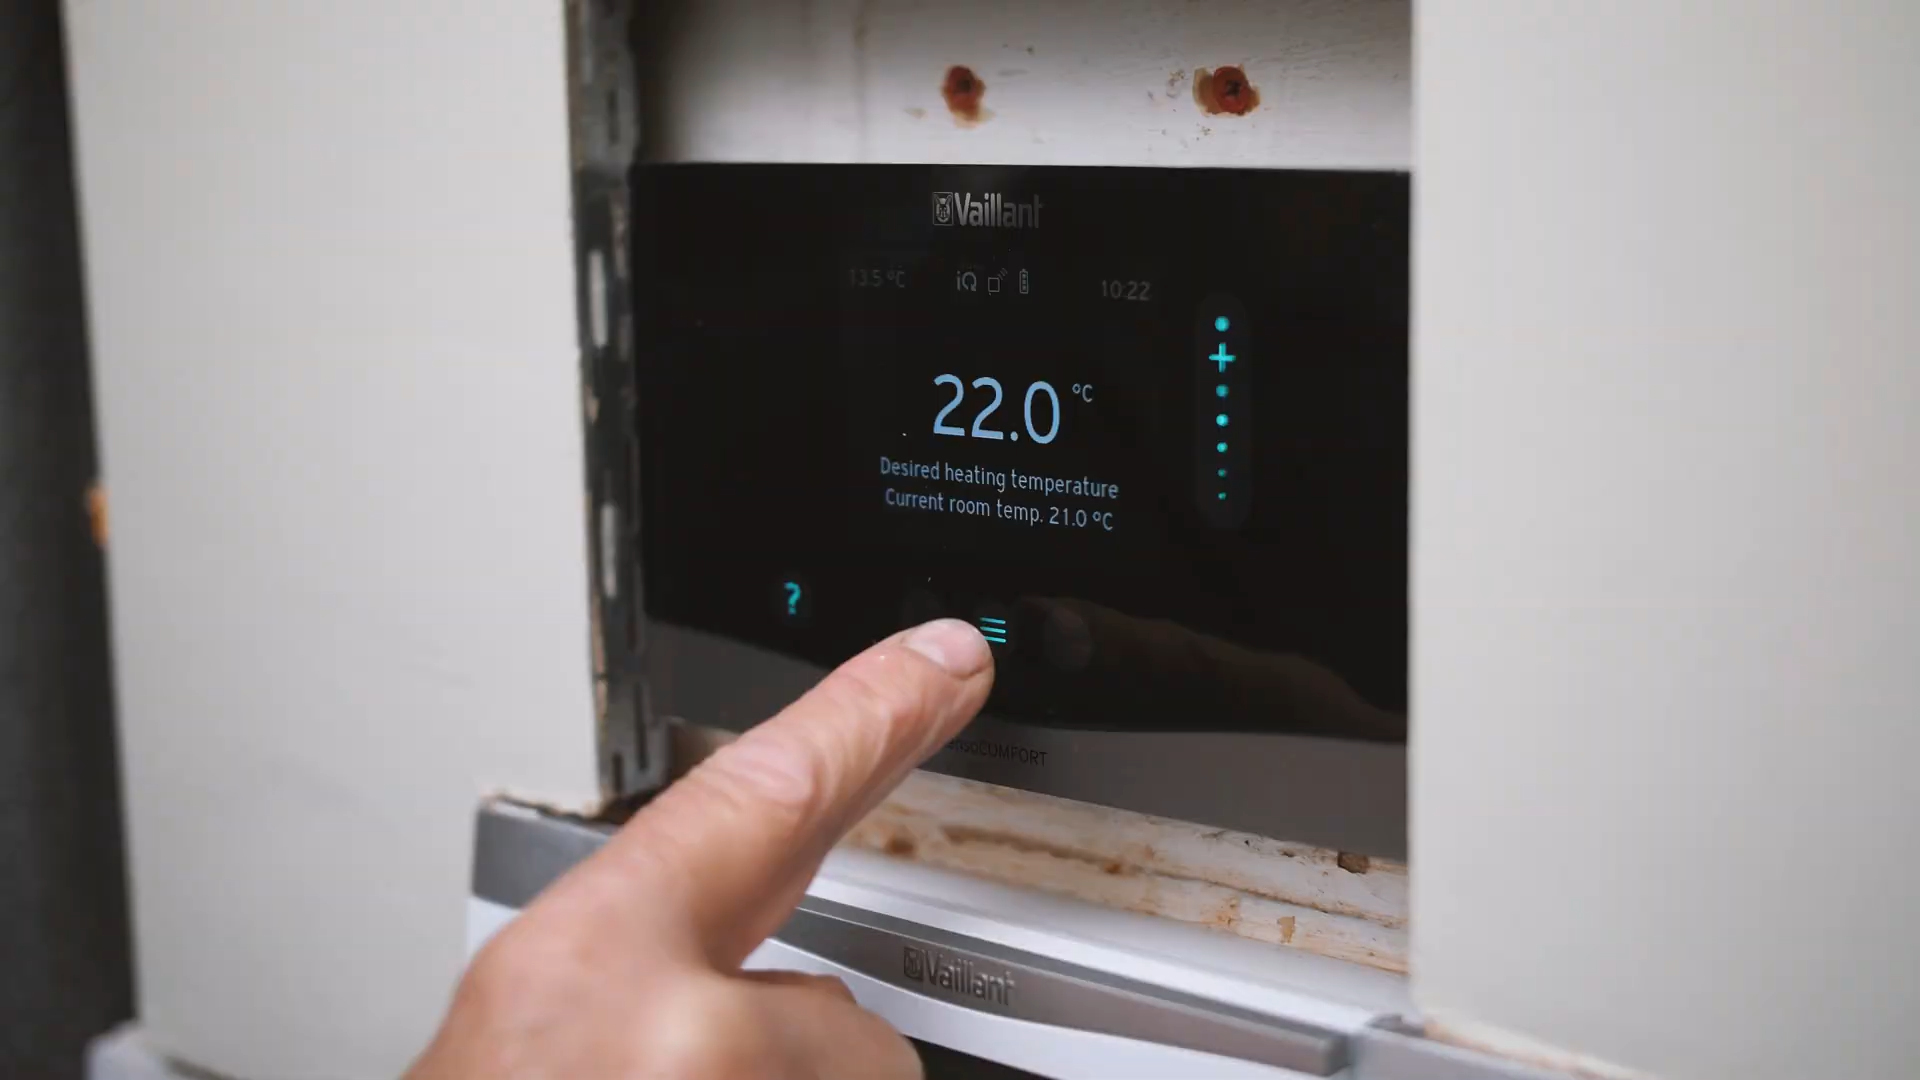 Vaillant
13.5 °C iQ 10:22
22.0 °C
Desired heating temperature
Current room temp. 21.0 °C
?
Vaillant